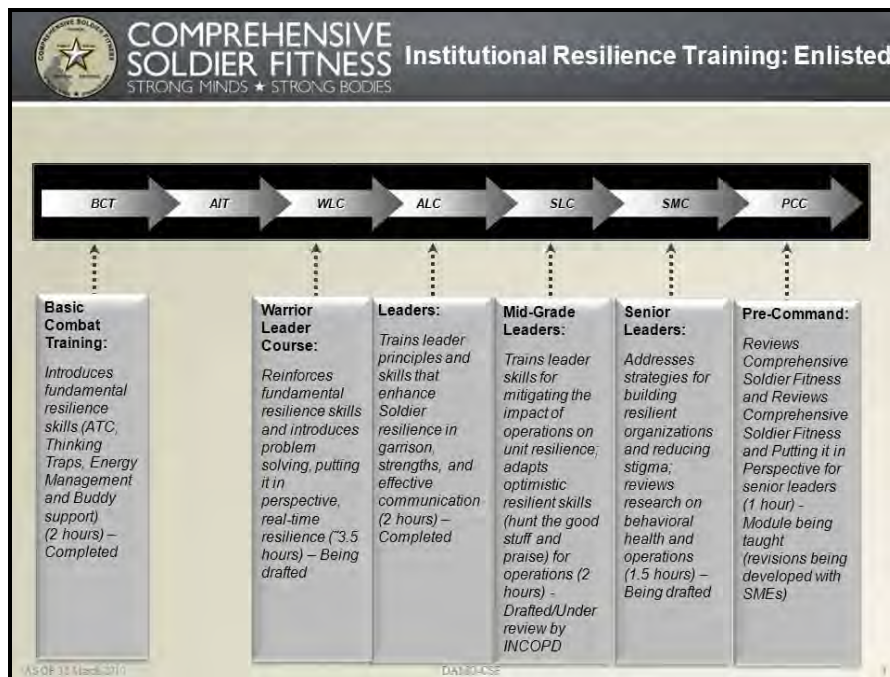 COMPREHENSIVE SOLDIER FITNESS
COMPREHENSIVE
SOLDIER FITNESS
STRONG MINDS ★ STRONG BODIES
Institutional Resilience Training: Enlisted
BCT
AIT
WLC
ALC
SLC
SMC
PCC
Basic
Combat
Training:
Introduces
fundamental
resilience
skills (ATC,
Thinking
Traps, Energy
Management
and Buddy
support)
(2 hours) –
Completed
Warrior
Leader
Course:
Reinforces
fundamental
resilience skills
and introduces
problem
solving, putting
it in
perspective,
real-time
resilience (~3.5
hours) – Being
drafted
Leaders:
Trains leader
principles and
skills that
enhance
Soldier
resilience in
garrison,
strengths, and
effective
communication
(2 hours) –
Completed
Mid-Grade
Leaders:
Trains leader
skills for
mitigating the
impact of
operations on
unit resilience;
adapts
optimistic
resilient skills
(hunt the good
stuff and
praise) for
operations (2
hours) -
Drafted/Under
review by
INCOPD
Senior
Leaders:
Addresses
strategies for
building
resilient
organizations
and reducing
stigma;
reviews
research on
behavioral
health and
operations
(1.5 hours) –
Being drafted
Pre-Command:
Reviews
Comprehensive
Soldier Fitness
and Reviews
Comprehensive
Soldier Fitness
and Putting it in
Perspective for
senior leaders
(1 hour) -
Module being
taught
(revisions being
developed with
SMEs)
AS OF March 2010